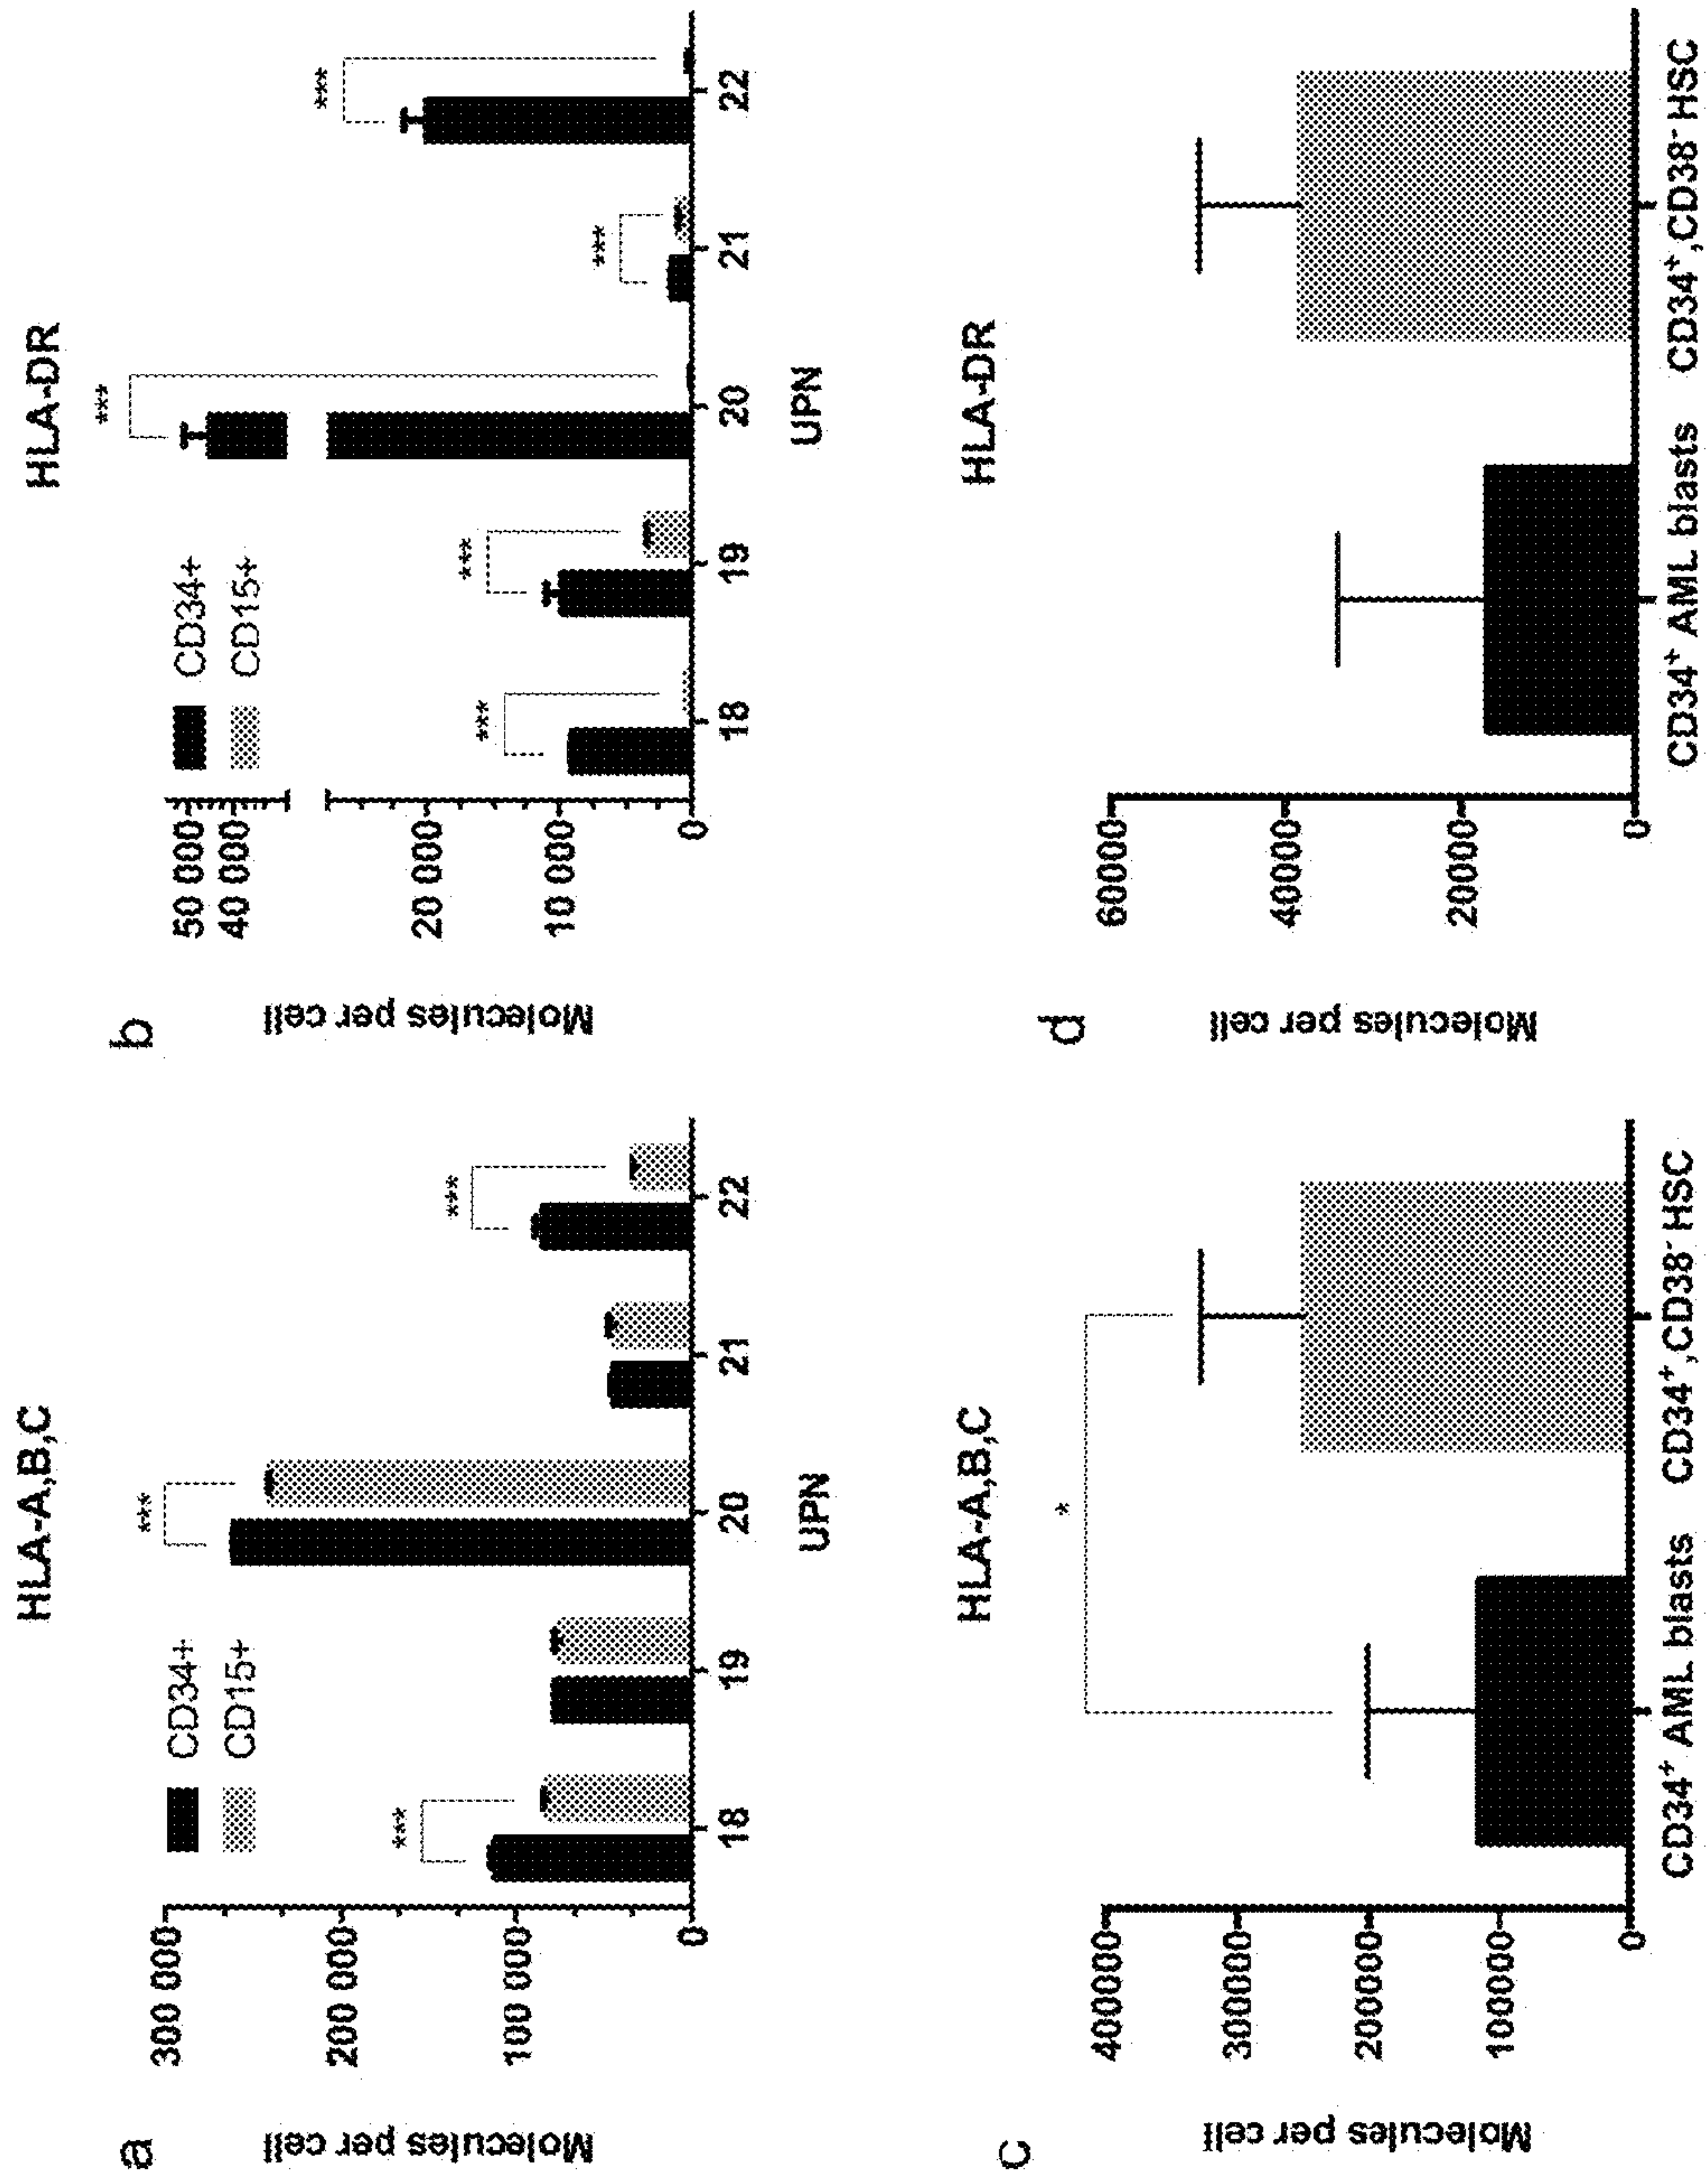 a
HLA-A,B,C
CD34+
CD15+
Molecules per cell
300 000
200 000
100 000
0
***
***
***
18 19 20 21 22
UPN
b
HLA-DR
CD34+
CD15+
Molecules per cell
50 000
40 000
20 000
10 000
0
***
***
***
***
***
18 19 20 21 22
UPN
c
HLA-A,B,C
Molecules per cell
400000
300000
200000
100000
0
*
CD34⁺ AML blasts CD34⁺,CD38⁻ HSC
d
HLA-DR
Molecules per cell
60000
40000
20000
0
CD34⁺ AML blasts CD34⁺,CD38⁻ HSC